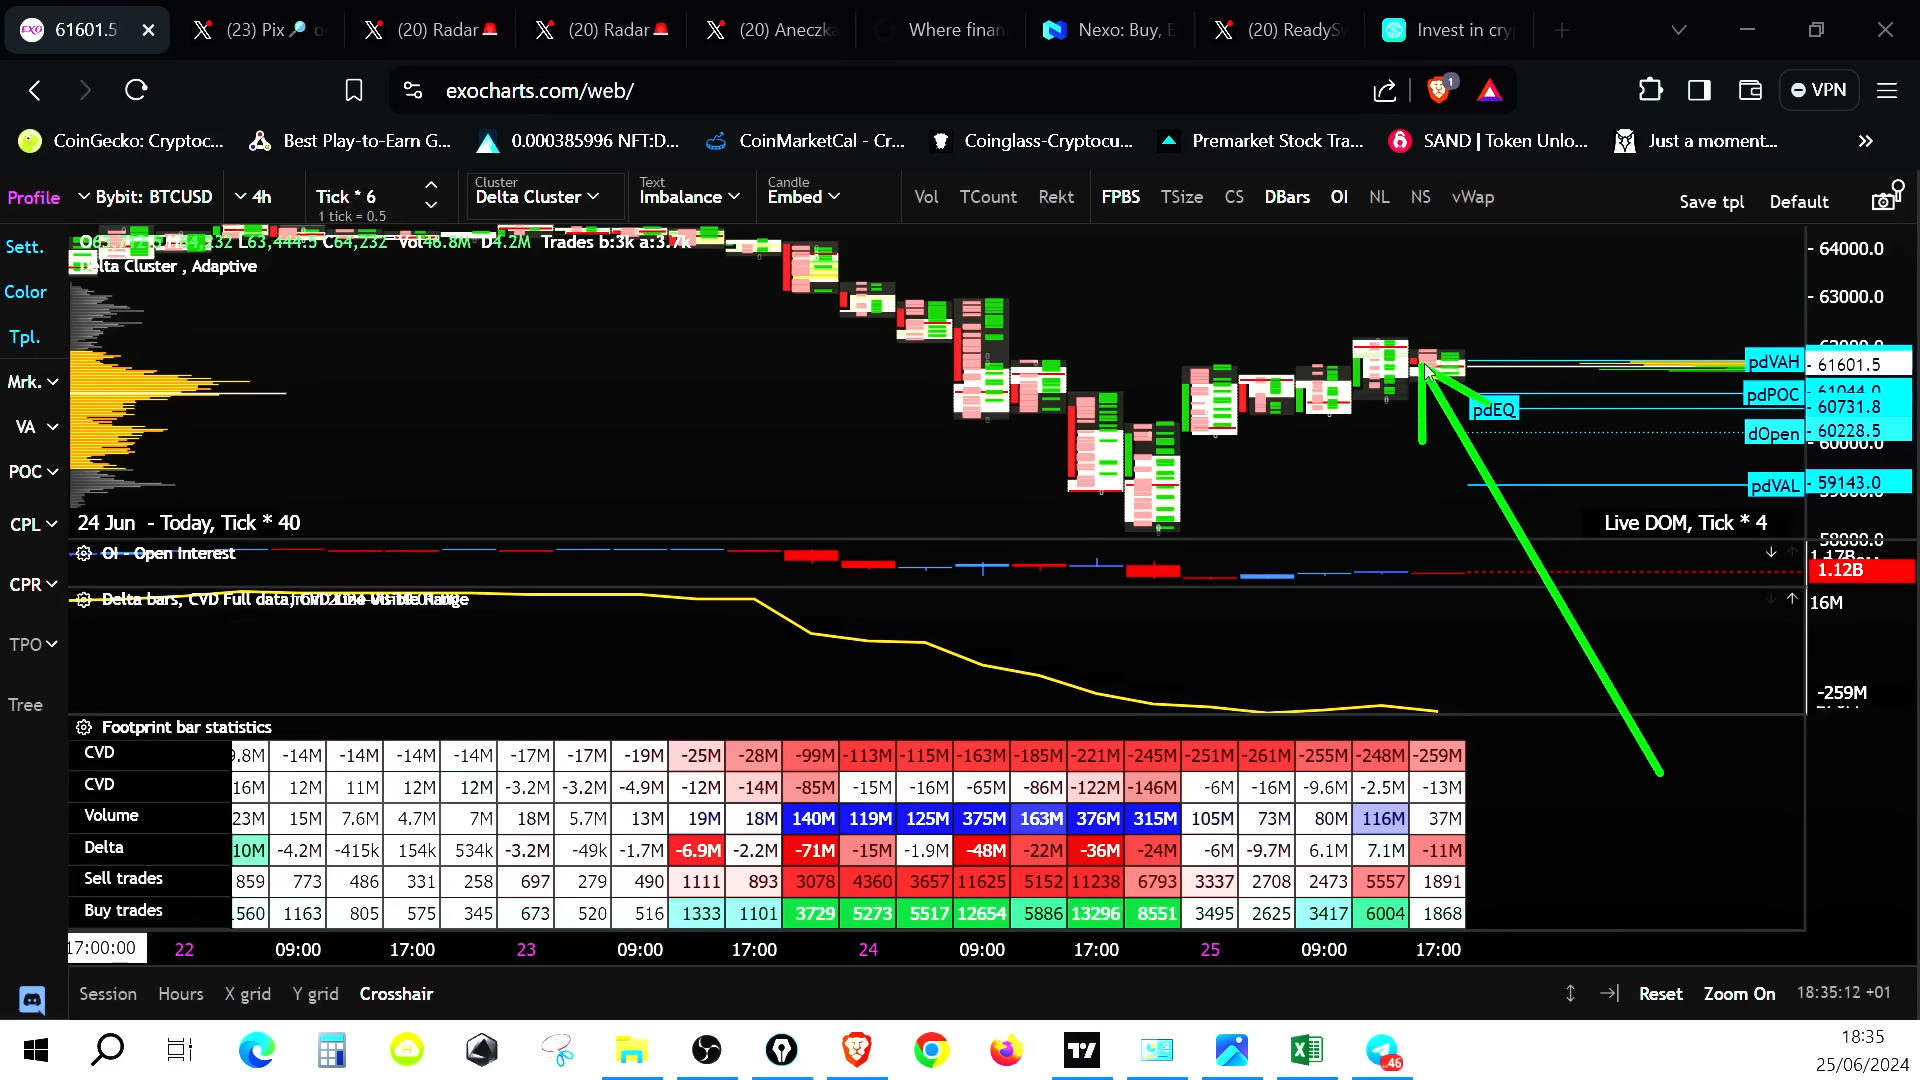 61601.5
(23) Pix
(20) Radar
(20) Radar
(20) Aneczka
Where finan
Nexo: Buy, E
(20) ReadySw
Invest in cry
exocharts.com/web/
1
VPN
CoinGecko: Cryptoc...
Best Play-to-Earn G...
0.000385996 NFT:D...
CoinMarketCal - Cr...
Coinglass-Cryptocu...
Premarket Stock Tra...
SAND | Token Unlo...
Just a moment...
Profile
Bybit: BTCUSD
4h
Tick * 6
1 tick = 0.5
Cluster
Delta Cluster
Text
Imbalance
Candle
Embed
Vol
TCount
Rekt
FPBS
TSize
CS
DBars
OI
NL
NS
vWap
Save tpl
Default
Sett.
Color
Tpl.
Mrk.
VA
POC
CPL
CPR
TPO
Tree
L63,444.5 C64,232 Vol46.8M D4.2M Trades b:3k a:3.7k
Delta Cluster , Adaptive
64000.0
63000.0
pdVAH
61601.5
pdPOC
61044.0
pdEQ
60731.8
dOpen
60228.5
pdVAL
59143.0
24 Jun - Today, Tick * 40
Live DOM, Tick * 4
OI - Open Interest
1.12B
Delta bars, CVD Full data,
16M
-259M
Footprint bar statistics
CVD 9.8M -14M -14M -14M -14M -17M -17M -19M -25M -28M -99M -113M -115M -163M -185M -221M -245M -251M -261M -255M -248M -259M
CVD 16M 12M 11M 12M 12M -3.2M -3.2M -4.9M -12M -14M -85M -15M -16M -65M -86M -122M -146M -6M -16M -9.6M -2.5M -13M
Volume 23M 15M 7.6M 4.7M 7M 18M 5.7M 13M 19M 18M 140M 119M 125M 375M 163M 376M 315M 105M 73M 80M 116M 37M
Delta 10M -4.2M -415k 154k 534k -3.2M -49k -1.7M -6.9M -2.2M -71M -15M -1.9M -48M -22M -36M -24M -6M -9.7M 6.1M 7.1M -11M
Sell trades 859 773 486 331 258 697 279 490 1111 893 3078 4360 3657 11625 5152 11238 6793 3337 2708 2473 5557 1891
Buy trades 560 1163 805 575 345 673 520 516 1333 1101 3729 5273 5517 12654 5886 13296 8551 3495 2625 3417 6004 1868
17:00:00 22 09:00 17:00 23 09:00 17:00 24 09:00 17:00 25 09:00 17:00
Session
Hours
X grid
Y grid
Crosshair
Reset
Zoom On
18:35:12 +01
..46
18:35
25/06/2024